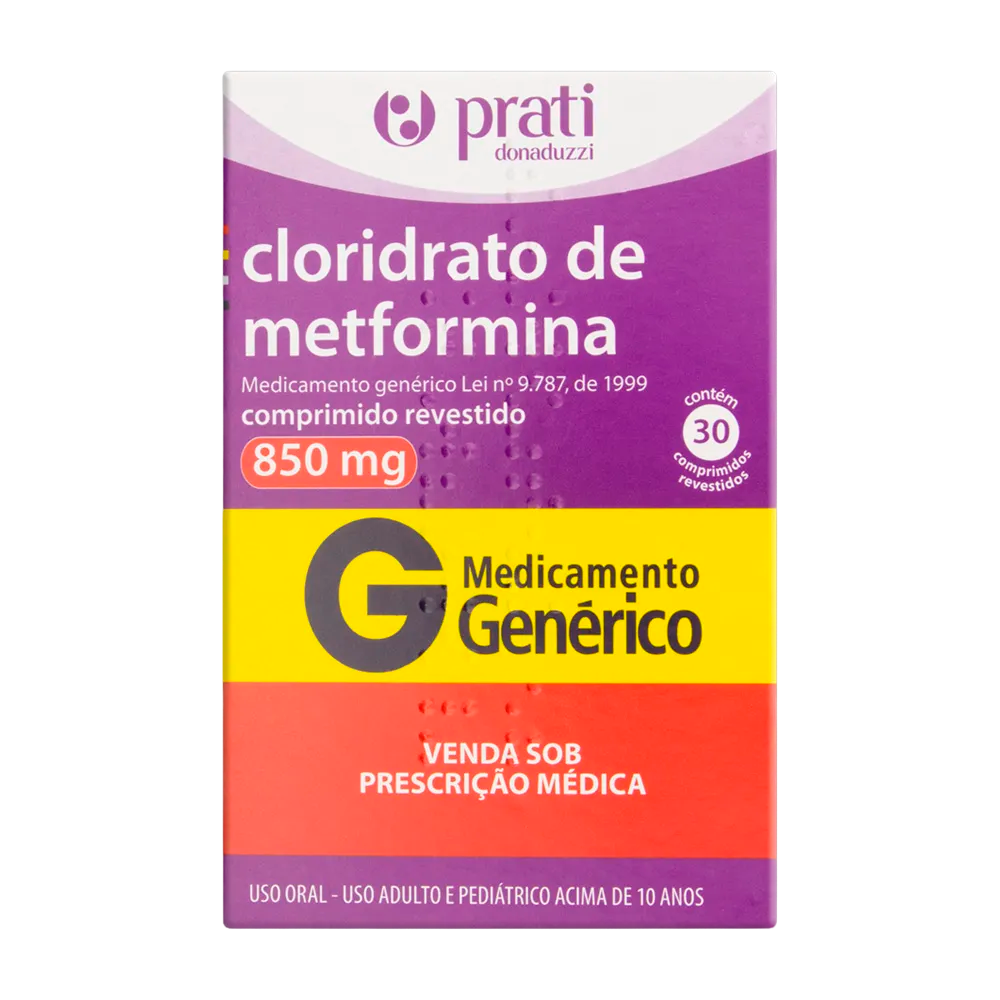 prati
donaduzzi
cloridrato de
metformina
Medicamento genérico Lei nº 9.787, de 1999
comprimido revestido
850 mg
contém
30
comprimidos
revestidos
G Medicamento
Genérico
VENDA SOB
PRESCRIÇÃO MÉDICA
USO ORAL - USO ADULTO E PEDIÁTRICO ACIMA DE 10 ANOS